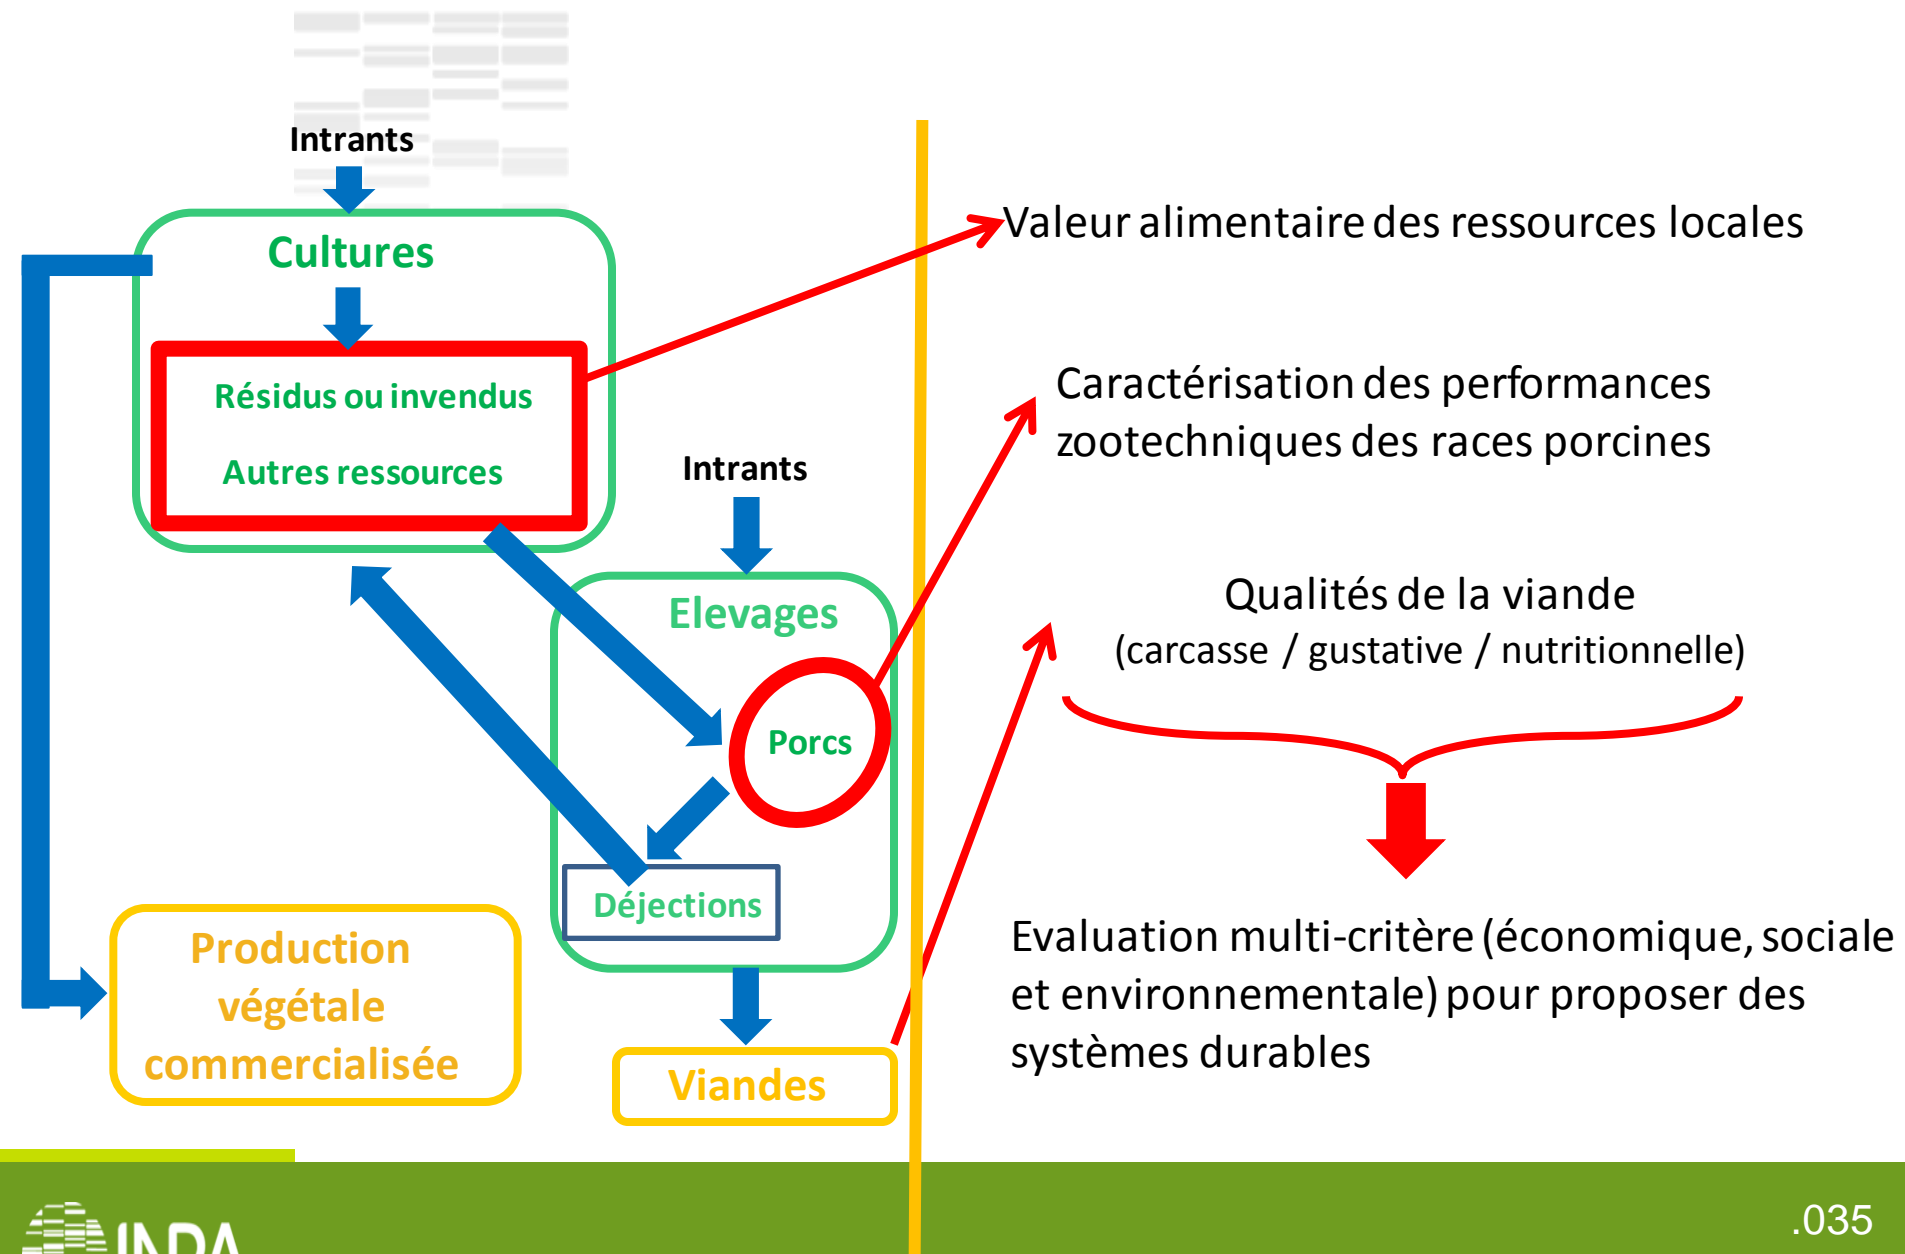 Intrants
Cultures
Résidus ou invendus
Autres ressources
Intrants
Elevages
Porcs
Déjections
Production
végétale
commercialisée
Viandes
Valeur alimentaire des ressources locales
Caractérisation des performances
zootechniques des races porcines
Qualités de la viande
(carcasse / gustative / nutritionnelle)
Evaluation multi-critère (économique, sociale
et environnementale) pour proposer des
systèmes durables
INRA
.035